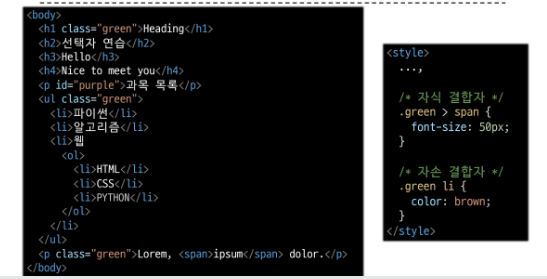 <body>
<h1 class="green">Heading</h1>
<h2>선택자 연습</h2>
<h3>Hello</h3>
<h4>Nice to meet you</h4>
<p id="purple">과목 목록</p>
<ul class="green">
<li>파이썬</li>
<li>알고리즘</li>
<li>웹
<ol>
<li>HTML</li>
<li>CSS</li>
<li>PYTHON</li>
</ol>
</li>
</ul>
<p class="green">Lorem, <span>ipsum</span> dolor.</p>
</body>
<style>
...,
/* 자식 결합자 */
.green > span {
font-size: 50px;
}
/* 자손 결합자 */
.green li {
color: brown;
}
</style>